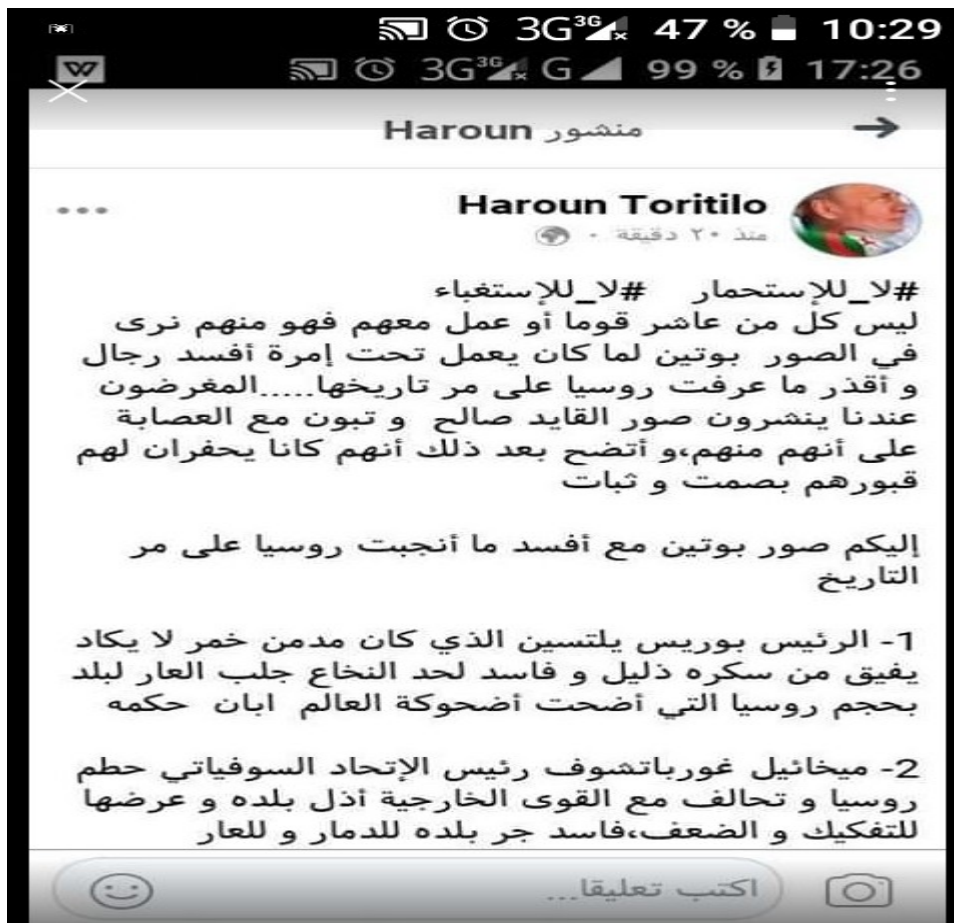 3G 3G 47 % 10:29
3G 3G G 99 % 17:26
منشور Haroun
Haroun Toritilo
منذ ٢٠ دقيقة ·
#لا_للإستحمار #لا_للإستغباء
ليس كل من عاشر قوما أو عمل معهم فهو منهم نرى
في الصور بوتين لما كان يعمل تحت إمرة أفسد رجال
و أقذر ما عرفت روسيا على مر تاريخها.....المغرضون
عندنا ينشرون صور القايد صالح و تبون مع العصابة
على أنهم منهم،و أتضح بعد ذلك أنهم كانا يحفران لهم
قبورهم بصمت و ثبات
إليكم صور بوتين مع أفسد ما أنجبت روسيا على مر
التاريخ
1- الرئيس بوريس يلتسين الذي كان مدمن خمر لا يكاد
يفيق من سكره ذليل و فاسد لحد النخاع جلب العار لبلد
بحجم روسيا التي أضحت أضحوكة العالم ابان حكمه
2- ميخائيل غورباتشوف رئيس الإتحاد السوفياتي حطم
روسيا و تحالف مع القوى الخارجية أذل بلده و عرضها
للتفكيك و الضعف،فاسد جر بلده للدمار و للعار
اكتب تعليقا...